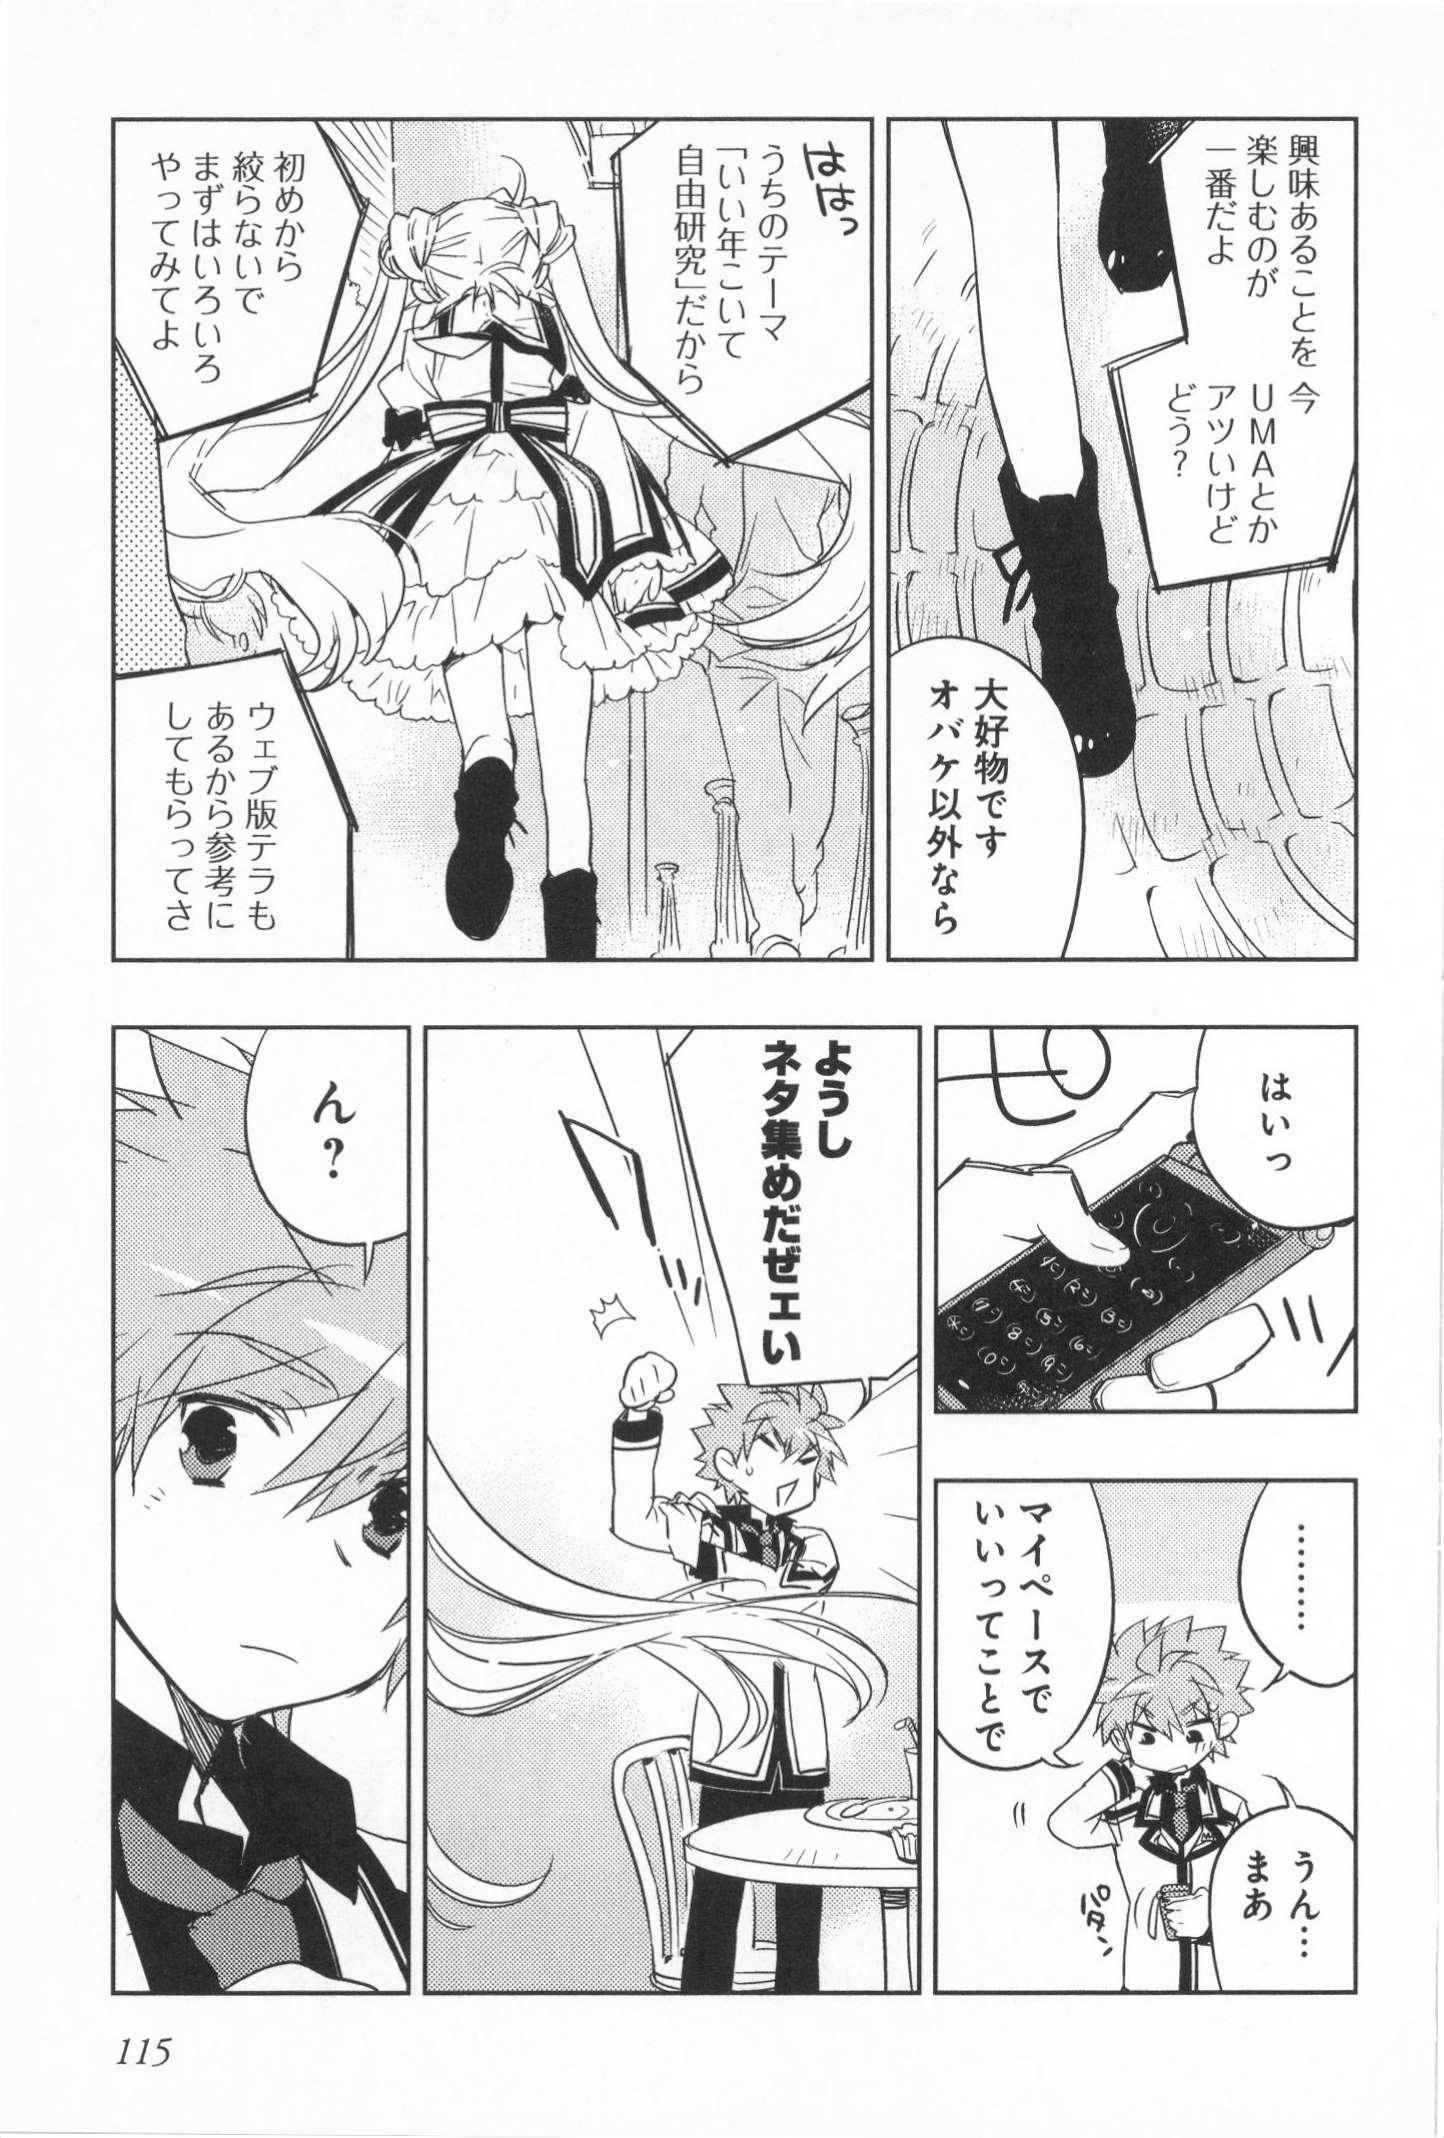 興味あることを
楽しむのが
一番だよ
今
UMAとか
アツいけど
どう?
大好物です
オバケ以外なら
ははっ
うちのテーマ
「いい年こいて
自由研究」だから
初めから
絞らないで
まずはいろいろ
やってみてよ
ウェブ版テラも
あるから参考に
してもらってさ
はいっ
ピッ
………
マイペースで
いいってことで
うん…
まあ
パタン
ようし
ネタ集めだぜェい
ん?
115